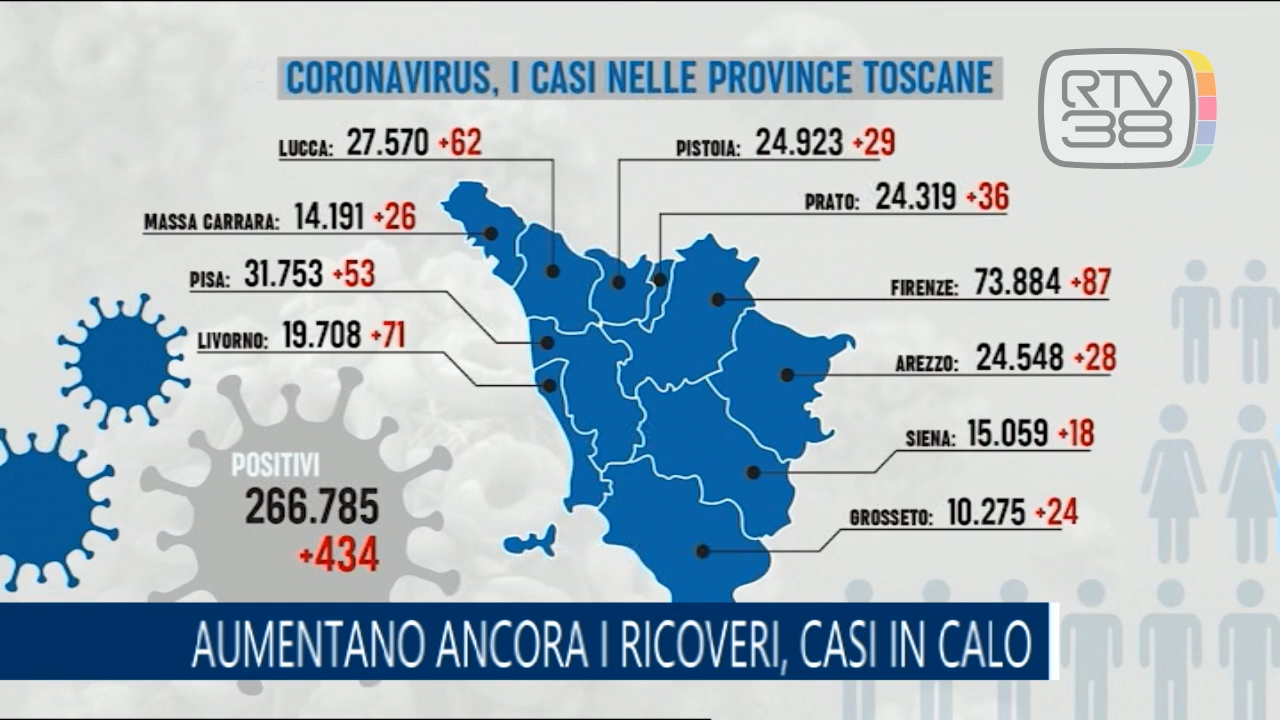 CORONAVIRUS, I CASI NELLE PROVINCE TOSCANE
RTV
38
LUCCA: 27.570 +62
PISTOIA: 24.923 +29
MASSA CARRARA: 14.191 +26
PRATO: 24.319 +36
PISA: 31.753 +53
FIRENZE: 73.884 +87
LIVORNO: 19.708 +71
AREZZO: 24.548 +28
SIENA: 15.059 +18
GROSSETO: 10.275 +24
POSITIVI
266.785
+434
AUMENTANO ANCORA I RICOVERI, CASI IN CALO